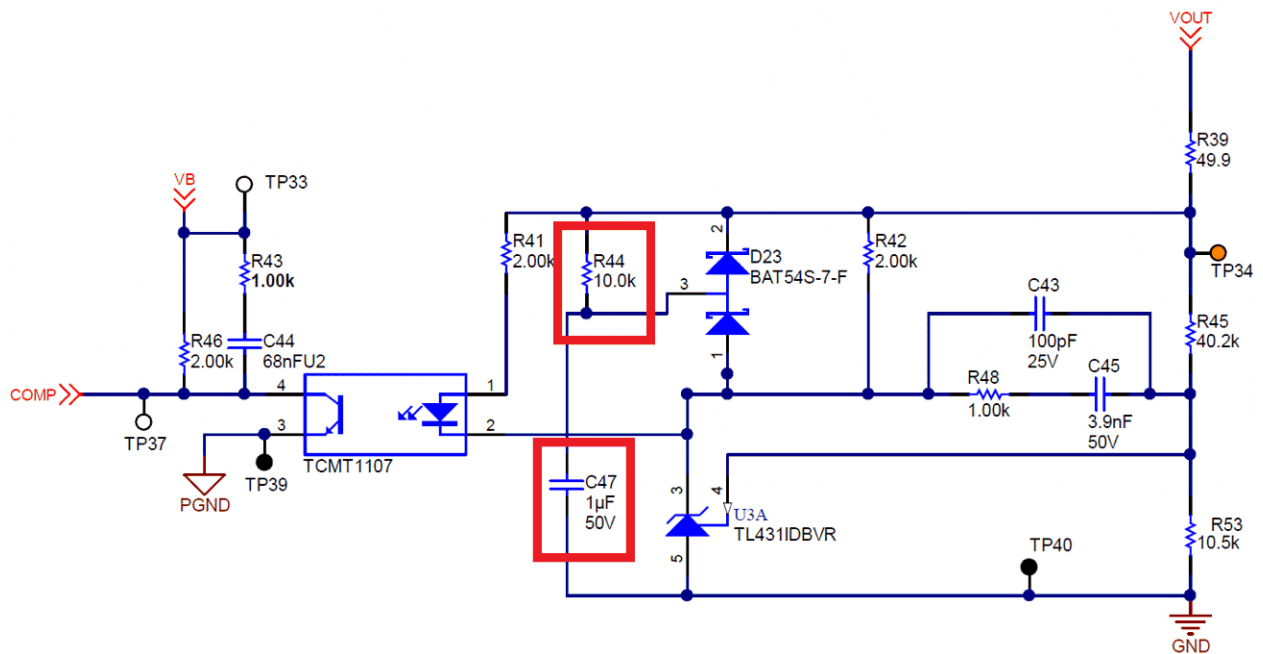 VOUT
R39
49.9
VB
TP33
R43
1.00k
R46
2.00k
C44
68nFU2
R41
2.00k
R44
10.0k
2
D23
BAT54S-7-F
3
1
R42
2.00k
TP34
C43
100pF
25V
R45
40.2k
R48
1.00k
C45
3.9nF
50V
COMP
TP37
4
3
1
2
TCMT1107
PGND
TP39
C47
1µF
50V
3
4
U3A
TL431IDBVR
5
R53
10.5k
TP40
GND